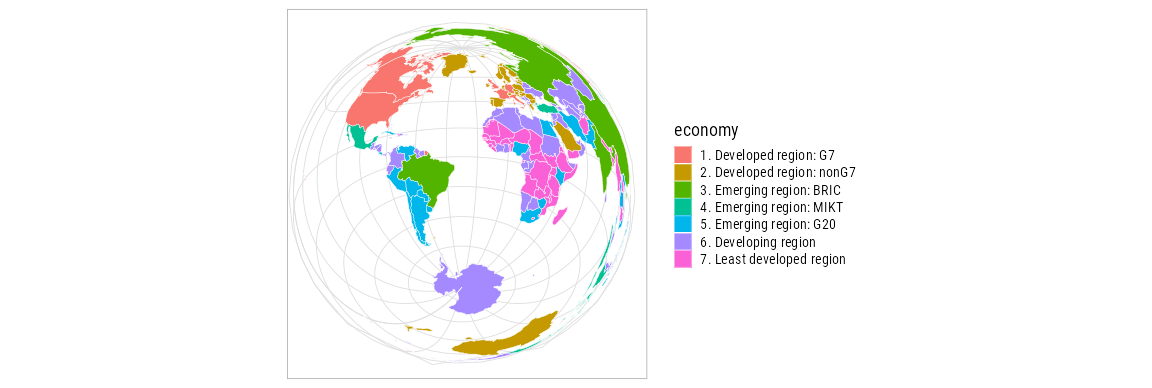 economy
1. Developed region: G7
2. Developed region: nonG7
3. Emerging region: BRIC
4. Emerging region: MIKT
5. Emerging region: G20
6. Developing region
7. Least developed region